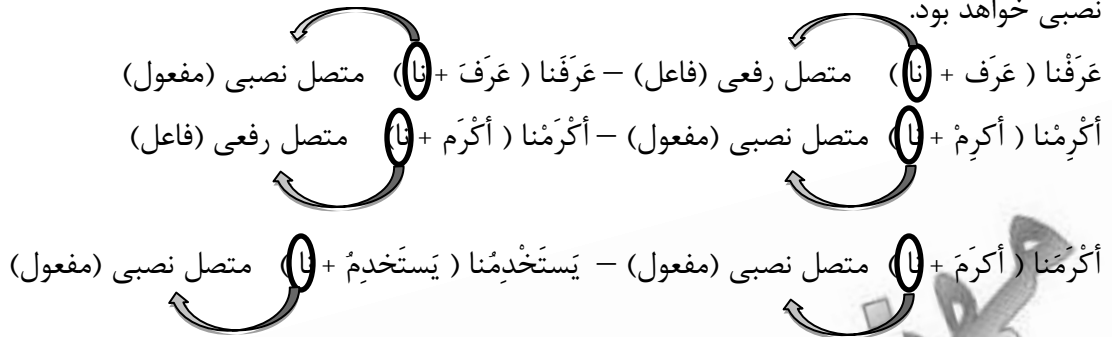 نصبی خواهد بود.
عَرَفْنا ( عَرَف + نا ) متصل رفعی (فاعل) – عَرَفَنا ( عَرَفَ + نا ) متصل نصبی (مفعول)
أكْرِمْنا ( أكرِمْ + نا ) متصل نصبی (مفعول) – أكْرَمْنا ( أكْرَم + نا ) متصل رفعی (فاعل)
أكْرَمَنا ( أكرَمَ + نا ) متصل نصبی (مفعول) – يَستَخْدِمُنا ( يَستَخدِمُ + نا ) متصل نصبی (مفعول)